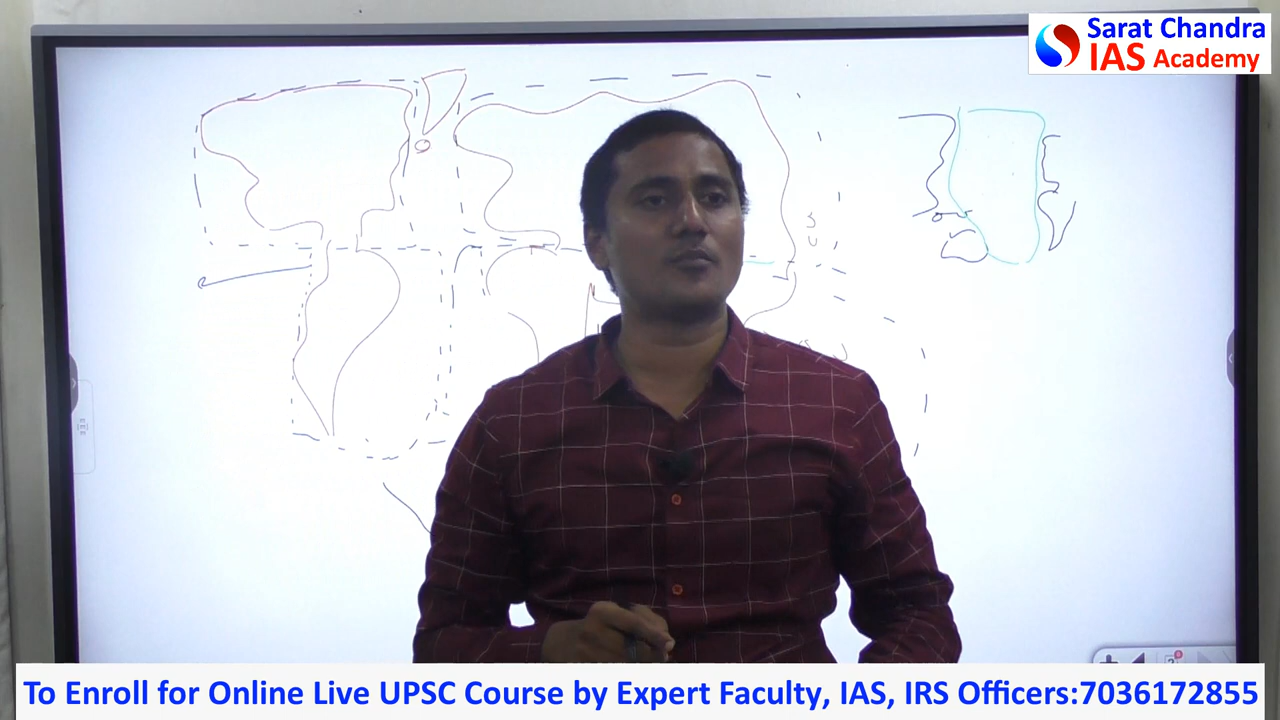 Sarat Chandra
IAS Academy
To Enroll for Online Live UPSC Course by Expert Faculty, IAS, IRS Officers:7036172855